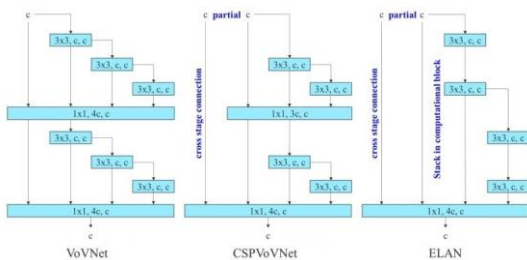 c
3x3, c, c
3x3, c, c
3x3, c, c
1x1, 4c, c
3x3, c, c
3x3, c, c
3x3, c, c
1x1, 4c, c
c
VoVNet
c partial c
cross stage connection
3x3, c, c
3x3, c, c
1x1, 3c, c
3x3, c, c
3x3, c, c
1x1, 4c, c
c
CSPVoVNet
c partial c
cross stage connection
Stack in computational block
3x3, c, c
3x3, c, c
3x3, c, c
3x3, c, c
1x1, 4c, c
c
ELAN